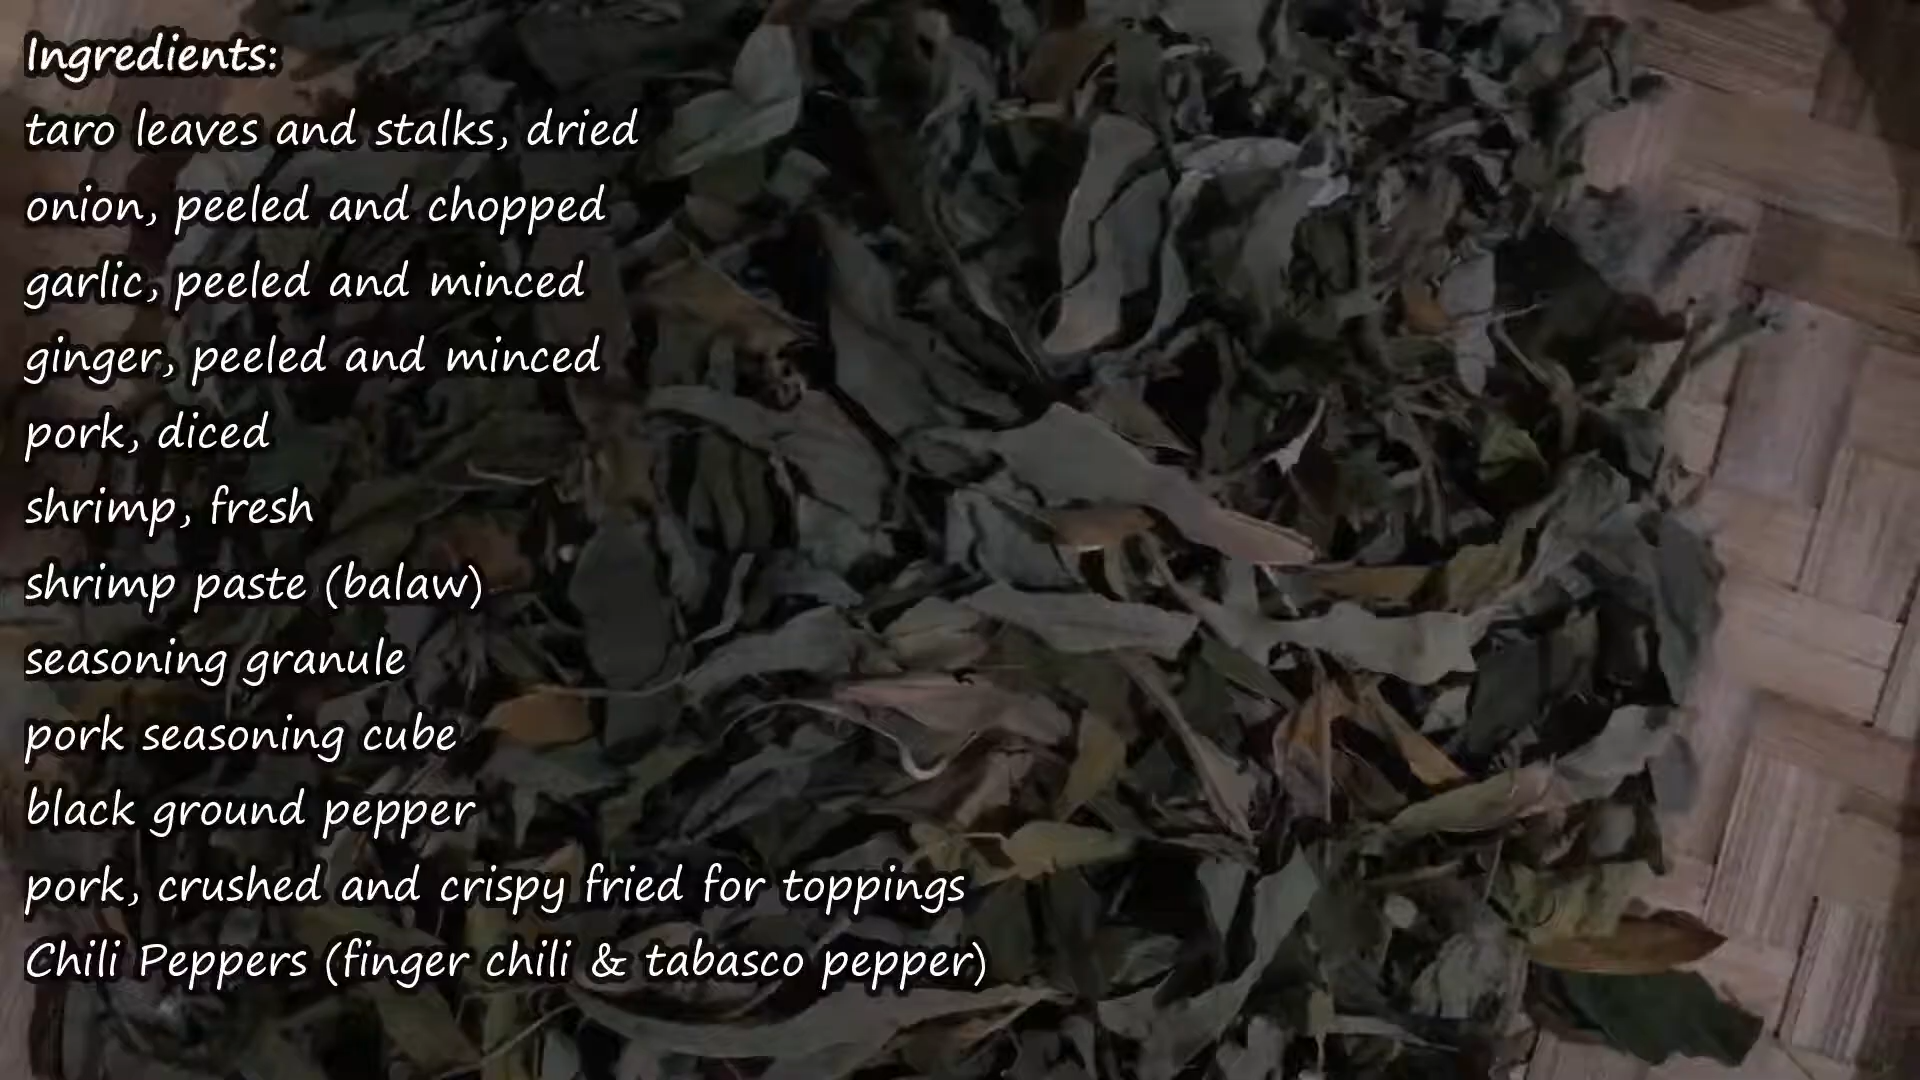 Ingredients:
taro leaves and stalks, dried
onion, peeled and chopped
garlic, peeled and minced
ginger, peeled and minced
pork, diced
shrimp, fresh
shrimp paste (balaw)
seasoning granule
pork seasoning cube
black ground pepper
pork, crushed and crispy fried for toppings
Chili Peppers (finger chili & tabasco pepper)